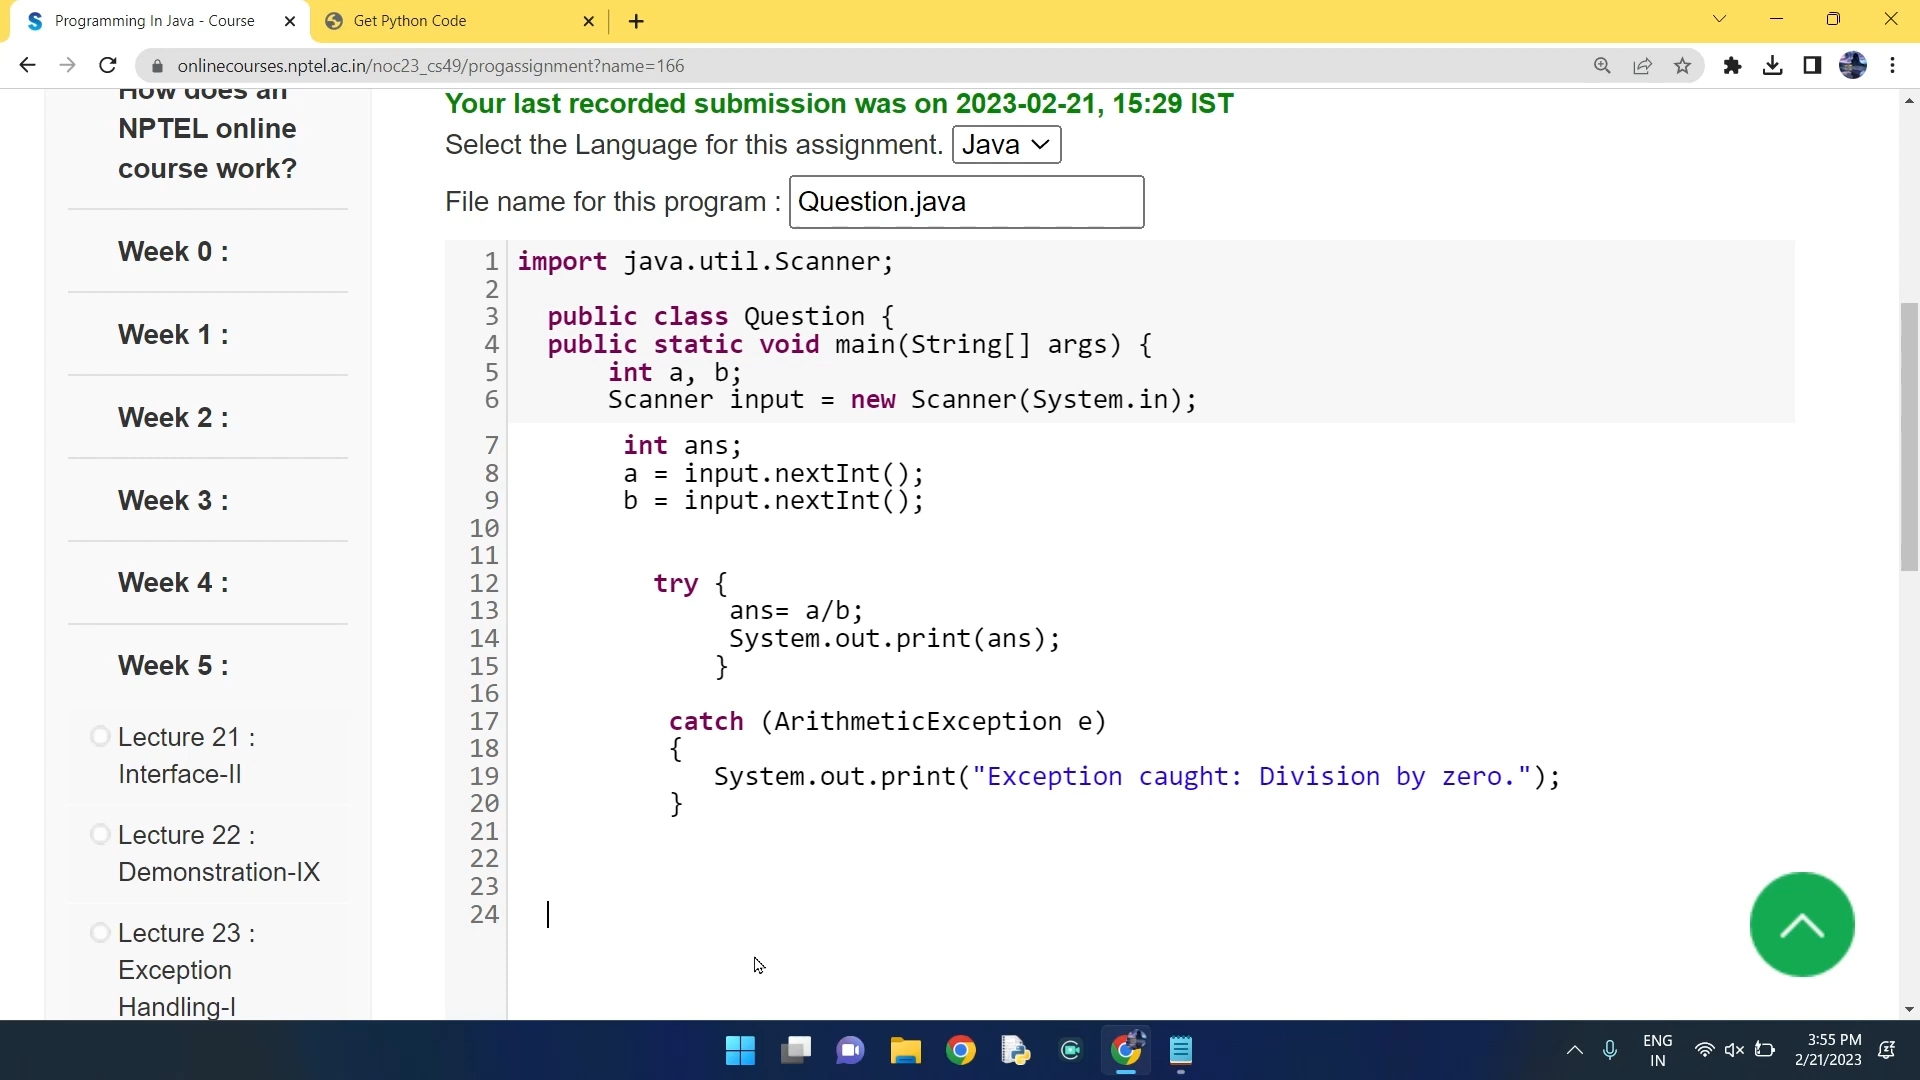 Programming In Java - Course
Get Python Code
onlinecourses.nptel.ac.in/noc23_cs49/progassignment?name=166
How does an
NPTEL online
course work?
Week 0 :
Week 1 :
Week 2 :
Week 3 :
Week 4 :
Week 5 :
Lecture 21 :
Interface-II
Lecture 22 :
Demonstration-IX
Lecture 23 :
Exception
Handling-I
Your last recorded submission was on 2023-02-21, 15:29 IST
Select the Language for this assignment. Java
File name for this program : Question.java
1 import java.util.Scanner;
2
3 public class Question {
4 public static void main(String[] args) {
5 int a, b;
6 Scanner input = new Scanner(System.in);
7 int ans;
8 a = input.nextInt();
9 b = input.nextInt();
10
11
12 try {
13 ans= a/b;
14 System.out.print(ans);
15 }
16
17 catch (ArithmeticException e)
18 {
19 System.out.print("Exception caught: Division by zero.");
20 }
21
22
23
24
ENG
IN
3:55 PM
2/21/2023